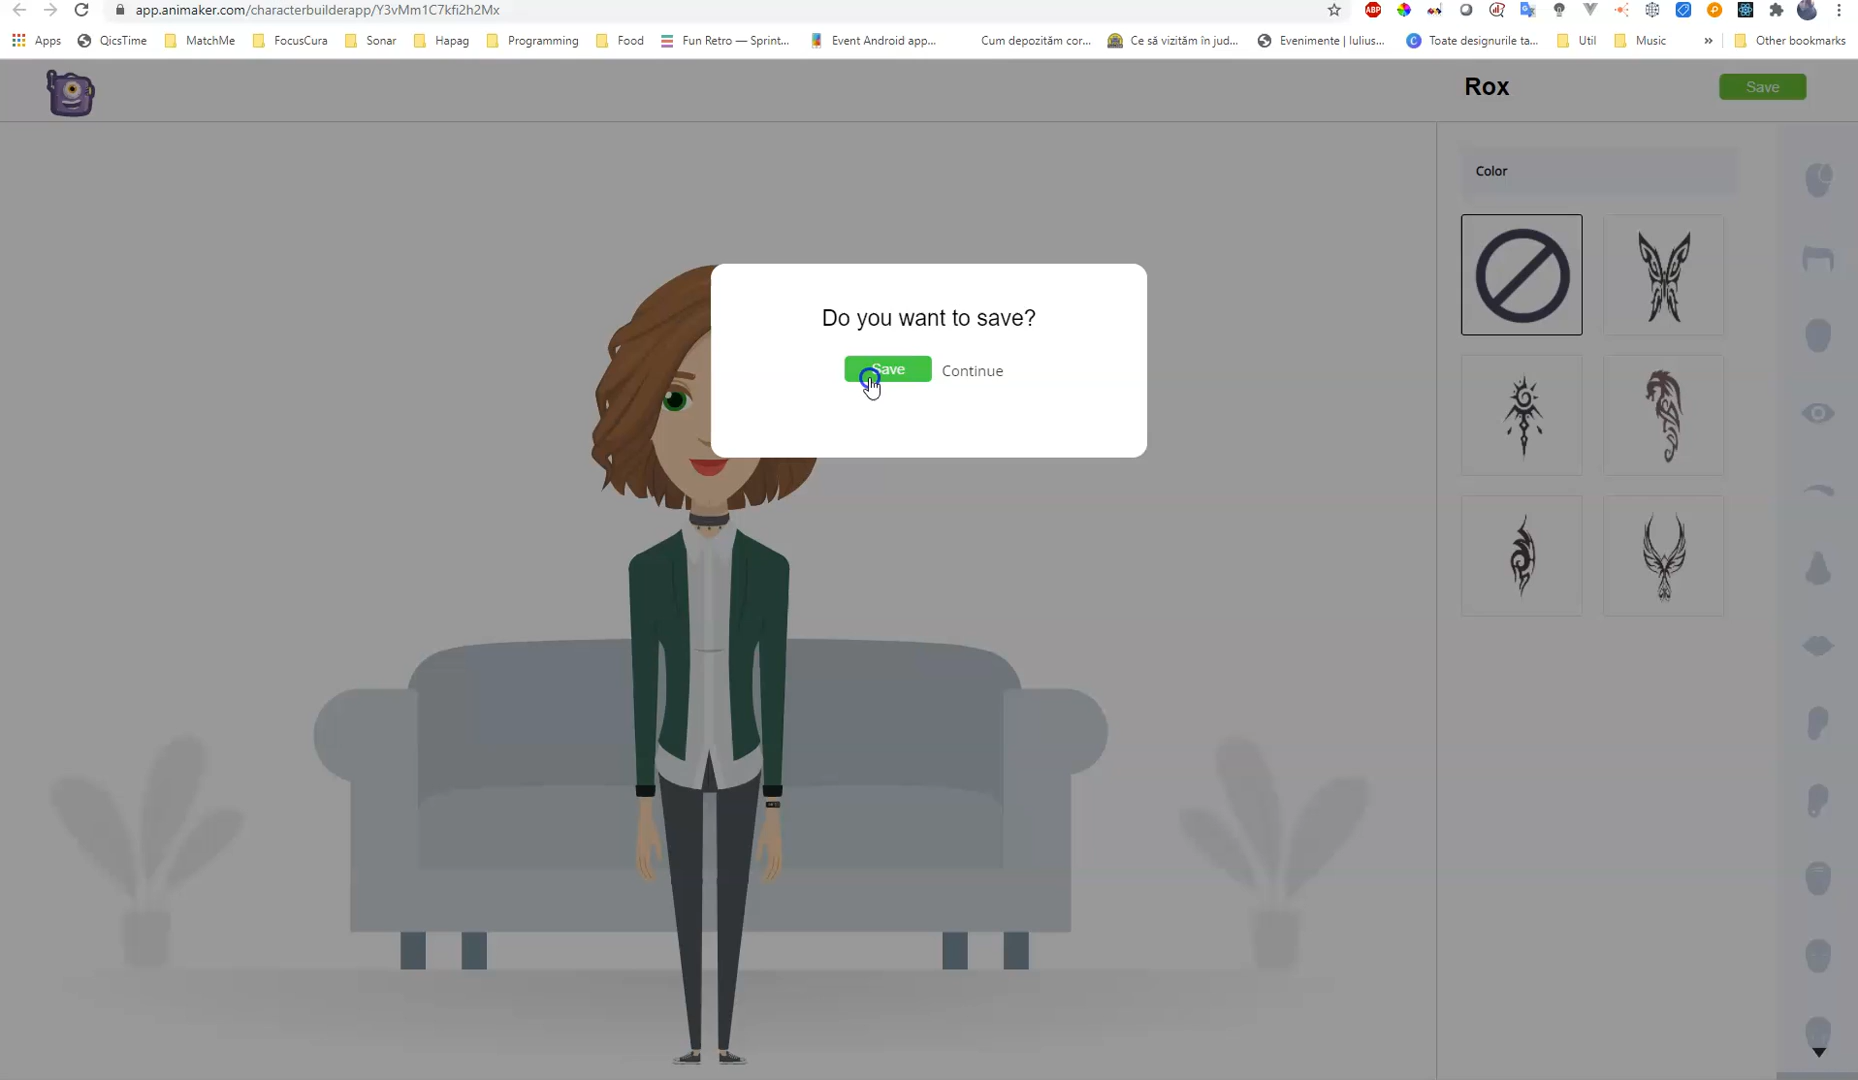 app.animaker.com/characterbuilderapp/Y3vMm1C7kfi2h2Mx
ABP
Apps QicsTime MatchMe FocusCura Sonar Hapag Programming Food Fun Retro — Sprint... Event Android app... Cum depozităm cor... Ce să vizităm în jud... Evenimente | Iulius... Toate designurile ta... Util Music » Other bookmarks
Rox
Save
Color
Do you want to save?
Save Continue